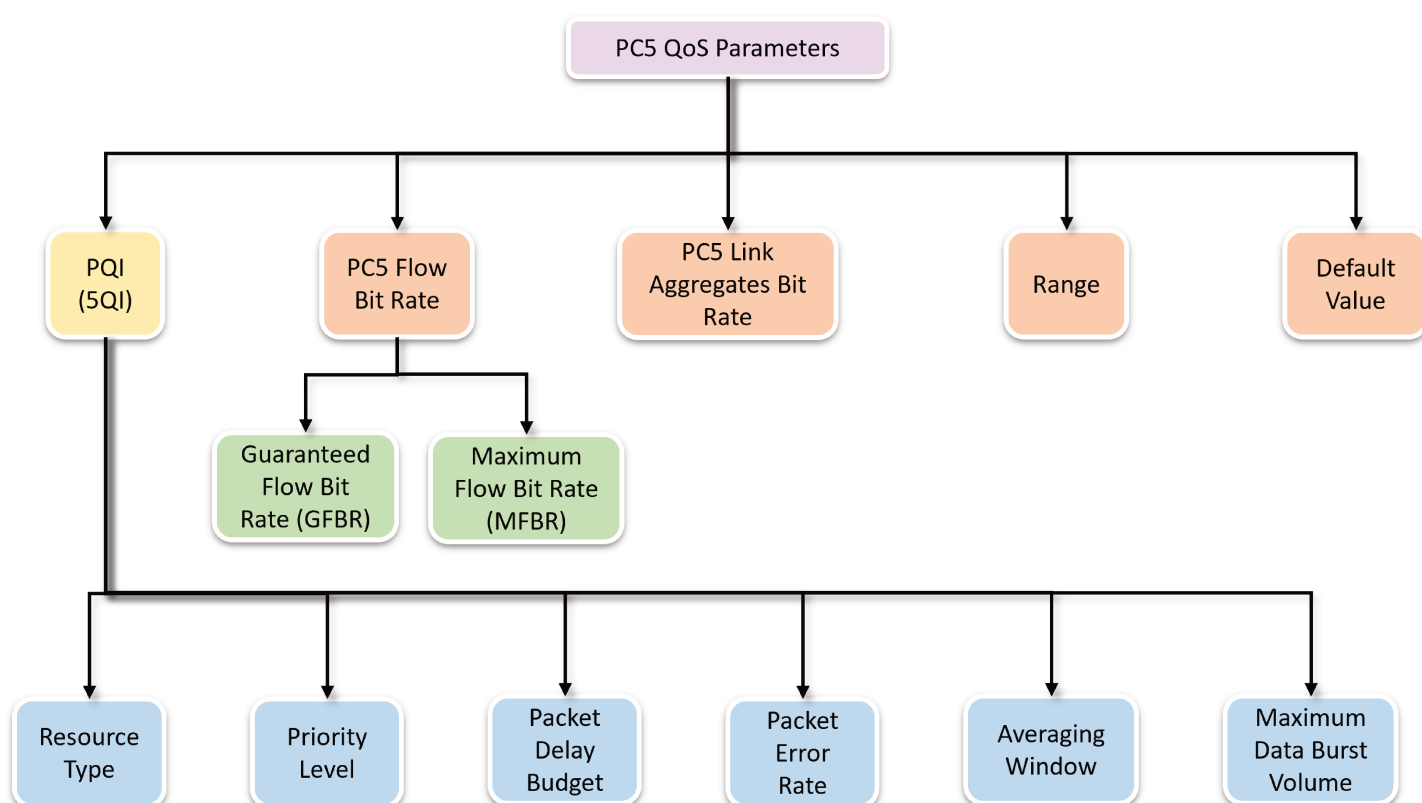 PC5 QoS Parameters
PQI
(5QI)
PC5 Flow
Bit Rate
PC5 Link
Aggregates Bit
Rate
Range
Default
Value
Guaranteed
Flow Bit
Rate (GFBR)
Maximum
Flow Bit Rate
(MFBR)
Resource
Type
Priority
Level
Packet
Delay
Budget
Packet
Error
Rate
Averaging
Window
Maximum
Data Burst
Volume